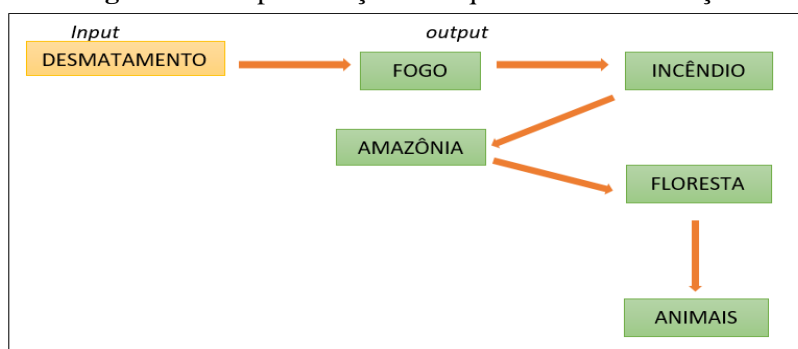 Input output
DESMATAMENTO
FOGO
INCÊNDIO
AMAZÔNIA
FLORESTA
ANIMAIS